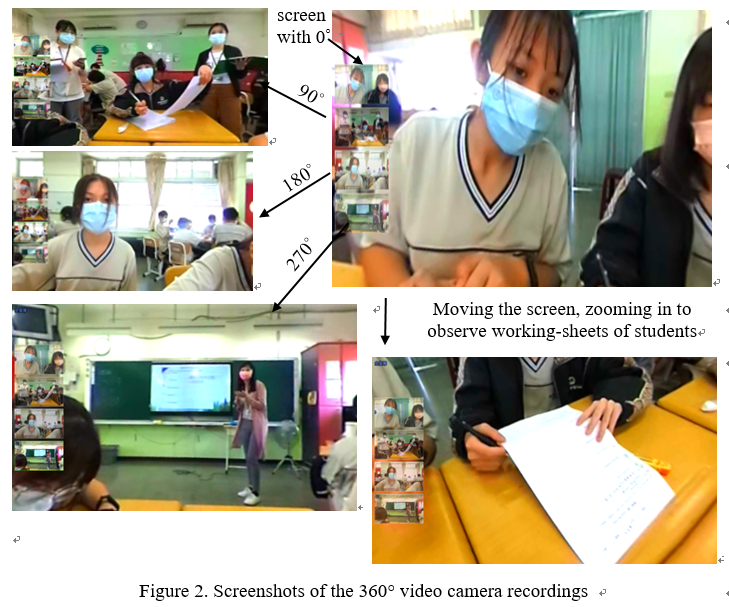 screen
with 0°
90°
180°
270°
Moving the screen, zooming in to
observe working-sheets of students
Figure 2. Screenshots of the 360° video camera recordings